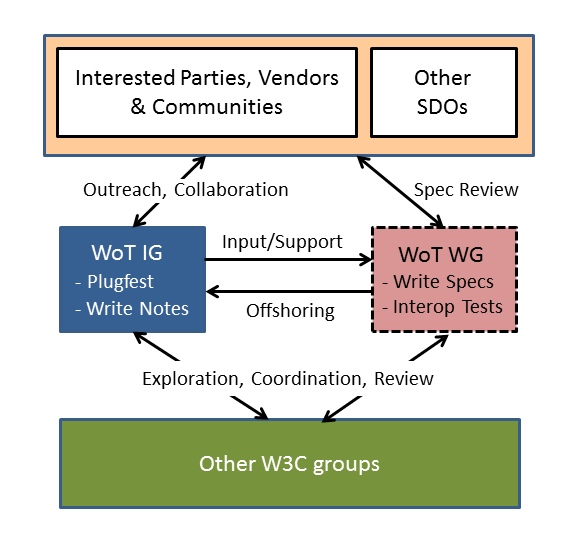 Interested Parties, Vendors
& Communities
Other
SDOs
Outreach, Collaboration
Spec Review
WoT IG
- Plugfest
- Write Notes
Input/Support
Offshoring
WoT WG
- Write Specs
- Interop Tests
Exploration, Coordination, Review
Other W3C groups